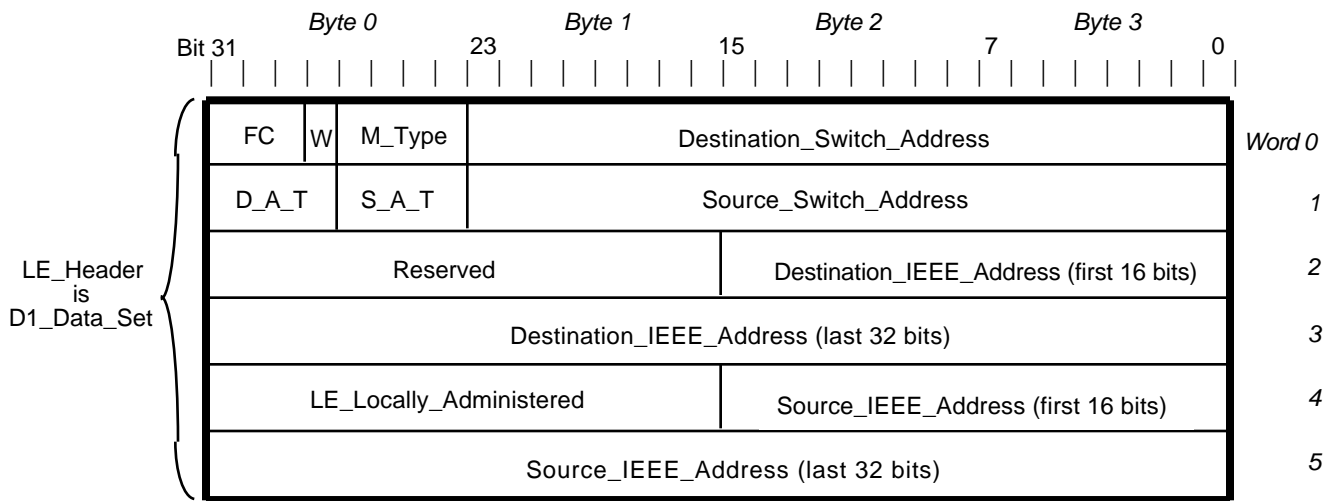 Byte 0 Byte 1 Byte 2 Byte 3
Bit 31 23 15 7 0
FC W M_Type Destination_Switch_Address Word 0
D_A_T S_A_T Source_Switch_Address 1
Reserved Destination_IEEE_Address (first 16 bits) 2
LE_Header
is
D1_Data_Set
Destination_IEEE_Address (last 32 bits) 3
LE_Locally_Administered Source_IEEE_Address (first 16 bits) 4
Source_IEEE_Address (last 32 bits) 5